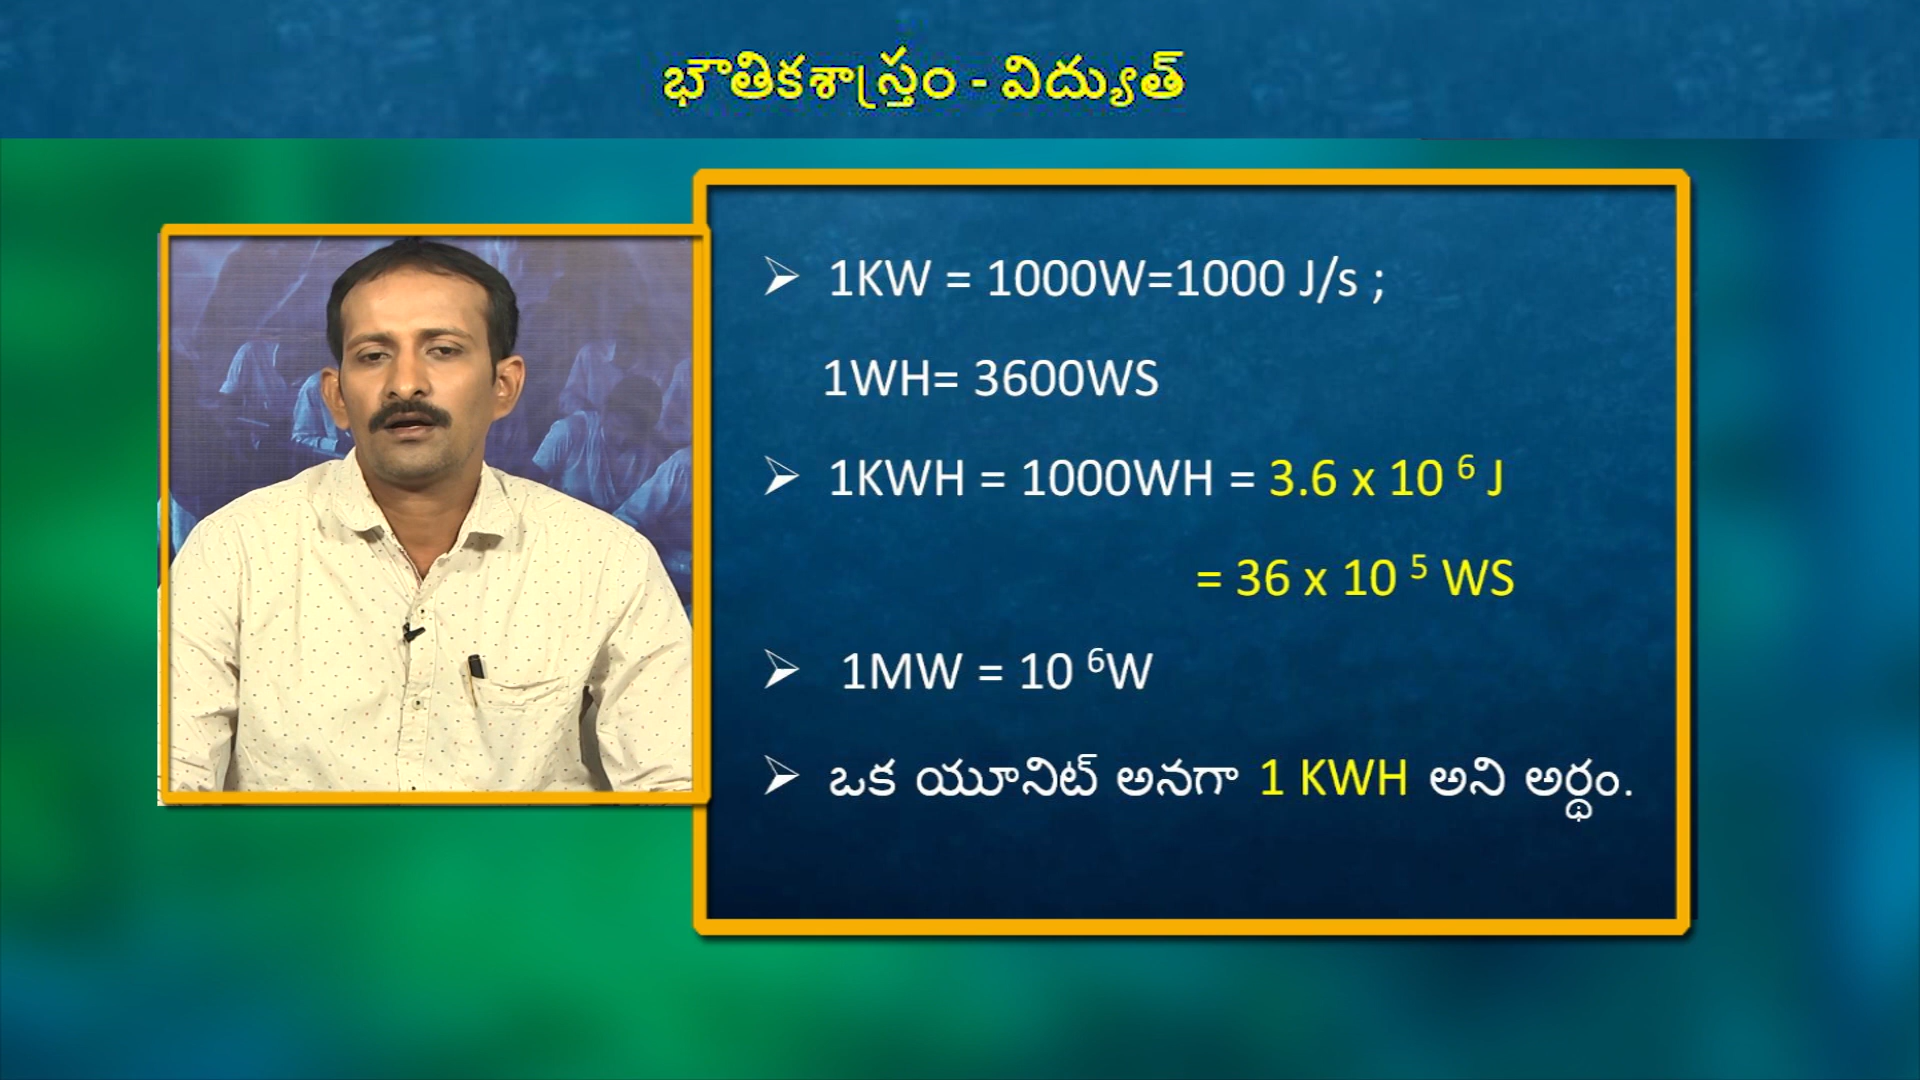 భౌతికశాస్త్రం - విద్యుత్
➢ 1KW = 1000W=1000 J/s ;
1WH= 3600WS
➢ 1KWH = 1000WH = 3.6 x 10 ⁶ J
= 36 x 10 ⁵ WS
➢ 1MW = 10 ⁶W
➢ ఒక యూనిట్ అనగా 1 KWH అని అర్థం.